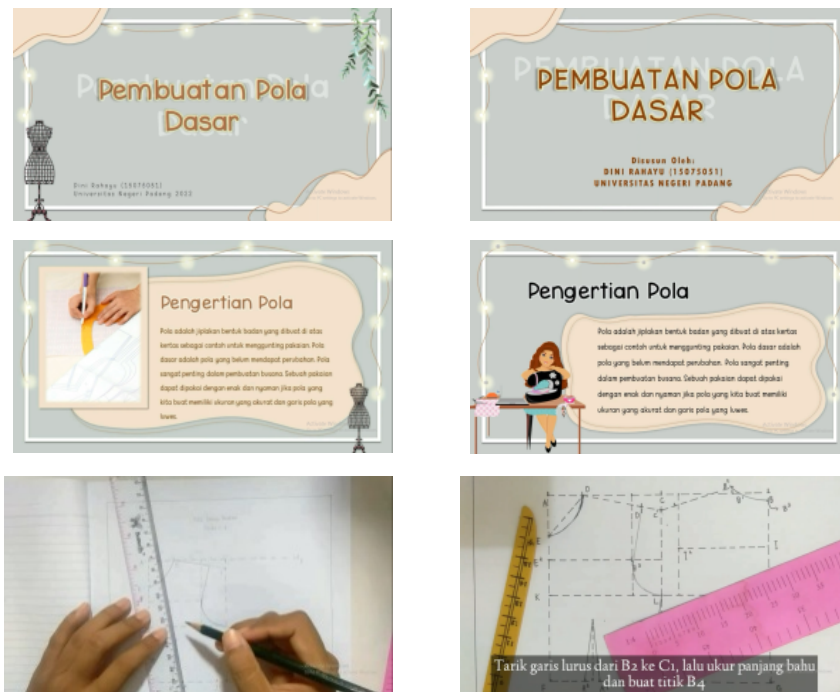 Pembuatan Pola
Dasar
Dini Rahayu (15075051)
Universitas Negeri Padang 2022
PEMBUATAN POLA
DASAR
Disusun Oleh:
DINI RAHAYU (15075051)
UNIVERSITAS NEGERI PADANG
Pengertian Pola
Pola adalah jiplakan bentuk badan yang dibuat di atas
kertas sebagai contoh untuk menggunting pakaian. Pola
dasar adalah pola yang belum mendapat perubahan. Pola
sangat penting dalam pembuatan busana. Sebuah pakaian
dapat dipakai dengan enak dan nyaman jika pola yang
kita buat memiliki ukuran yang akurat dan garis pola yang
luwes.
Pengertian Pola
Pola adalah jiplakan bentuk badan yang dibuat di atas kertas
sebagai contoh untuk menggunting pakaian. Pola dasar adalah
pola yang belum mendapat perubahan. Pola sangat penting
dalam pembuatan busana. Sebuah pakaian dapat dipakai
dengan enak dan nyaman jika pola yang kita buat memiliki
ukuran yang akurat dan garis pola yang luwes.
Tarik garis lurus dari B2 ke C1, lalu ukur panjang bahu
dan buat titik B4